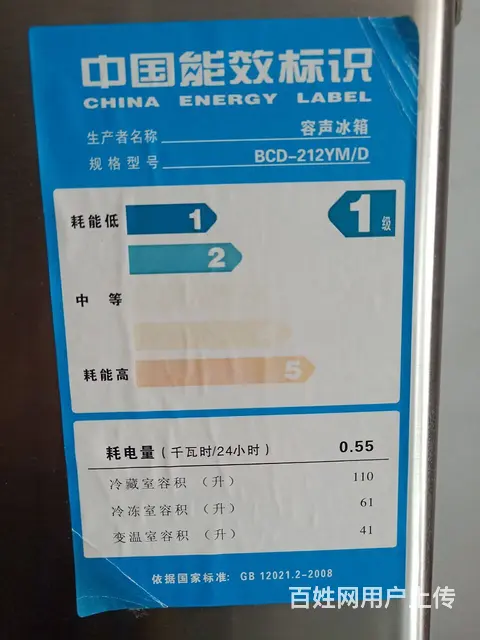 中国能效标识
CHINA ENERGY LABEL
生产者名称 容声冰箱
规格型号 BCD-212YM/D
耗能低 1 1级
2
中 等
耗能高 5
耗电量（千瓦时/24小时） 0.55
冷藏室容积（升） 110
冷冻室容积（升） 61
变温室容积（升） 41
依据国家标准: GB 12021.2-2008
百姓网用户上传